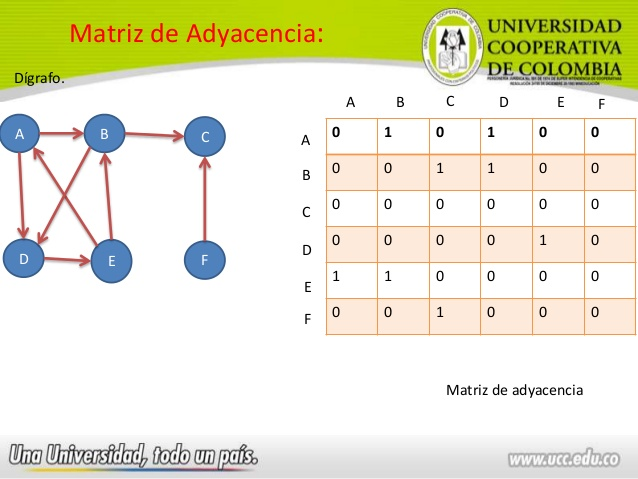 Matriz de Adyacencia:
UNIVERSIDAD
COOPERATIVA
DE COLOMBIA
Dígrafo.
A B C
D E F
A B C D E F
A 0 1 0 1 0 0
B 0 0 1 1 0 0
C 0 0 0 0 0 0
D 0 0 0 0 1 0
E 1 1 0 0 0 0
F 0 0 1 0 0 0
Matriz de adyacencia
Una Universidad, todo un país.
www.ucc.edu.co